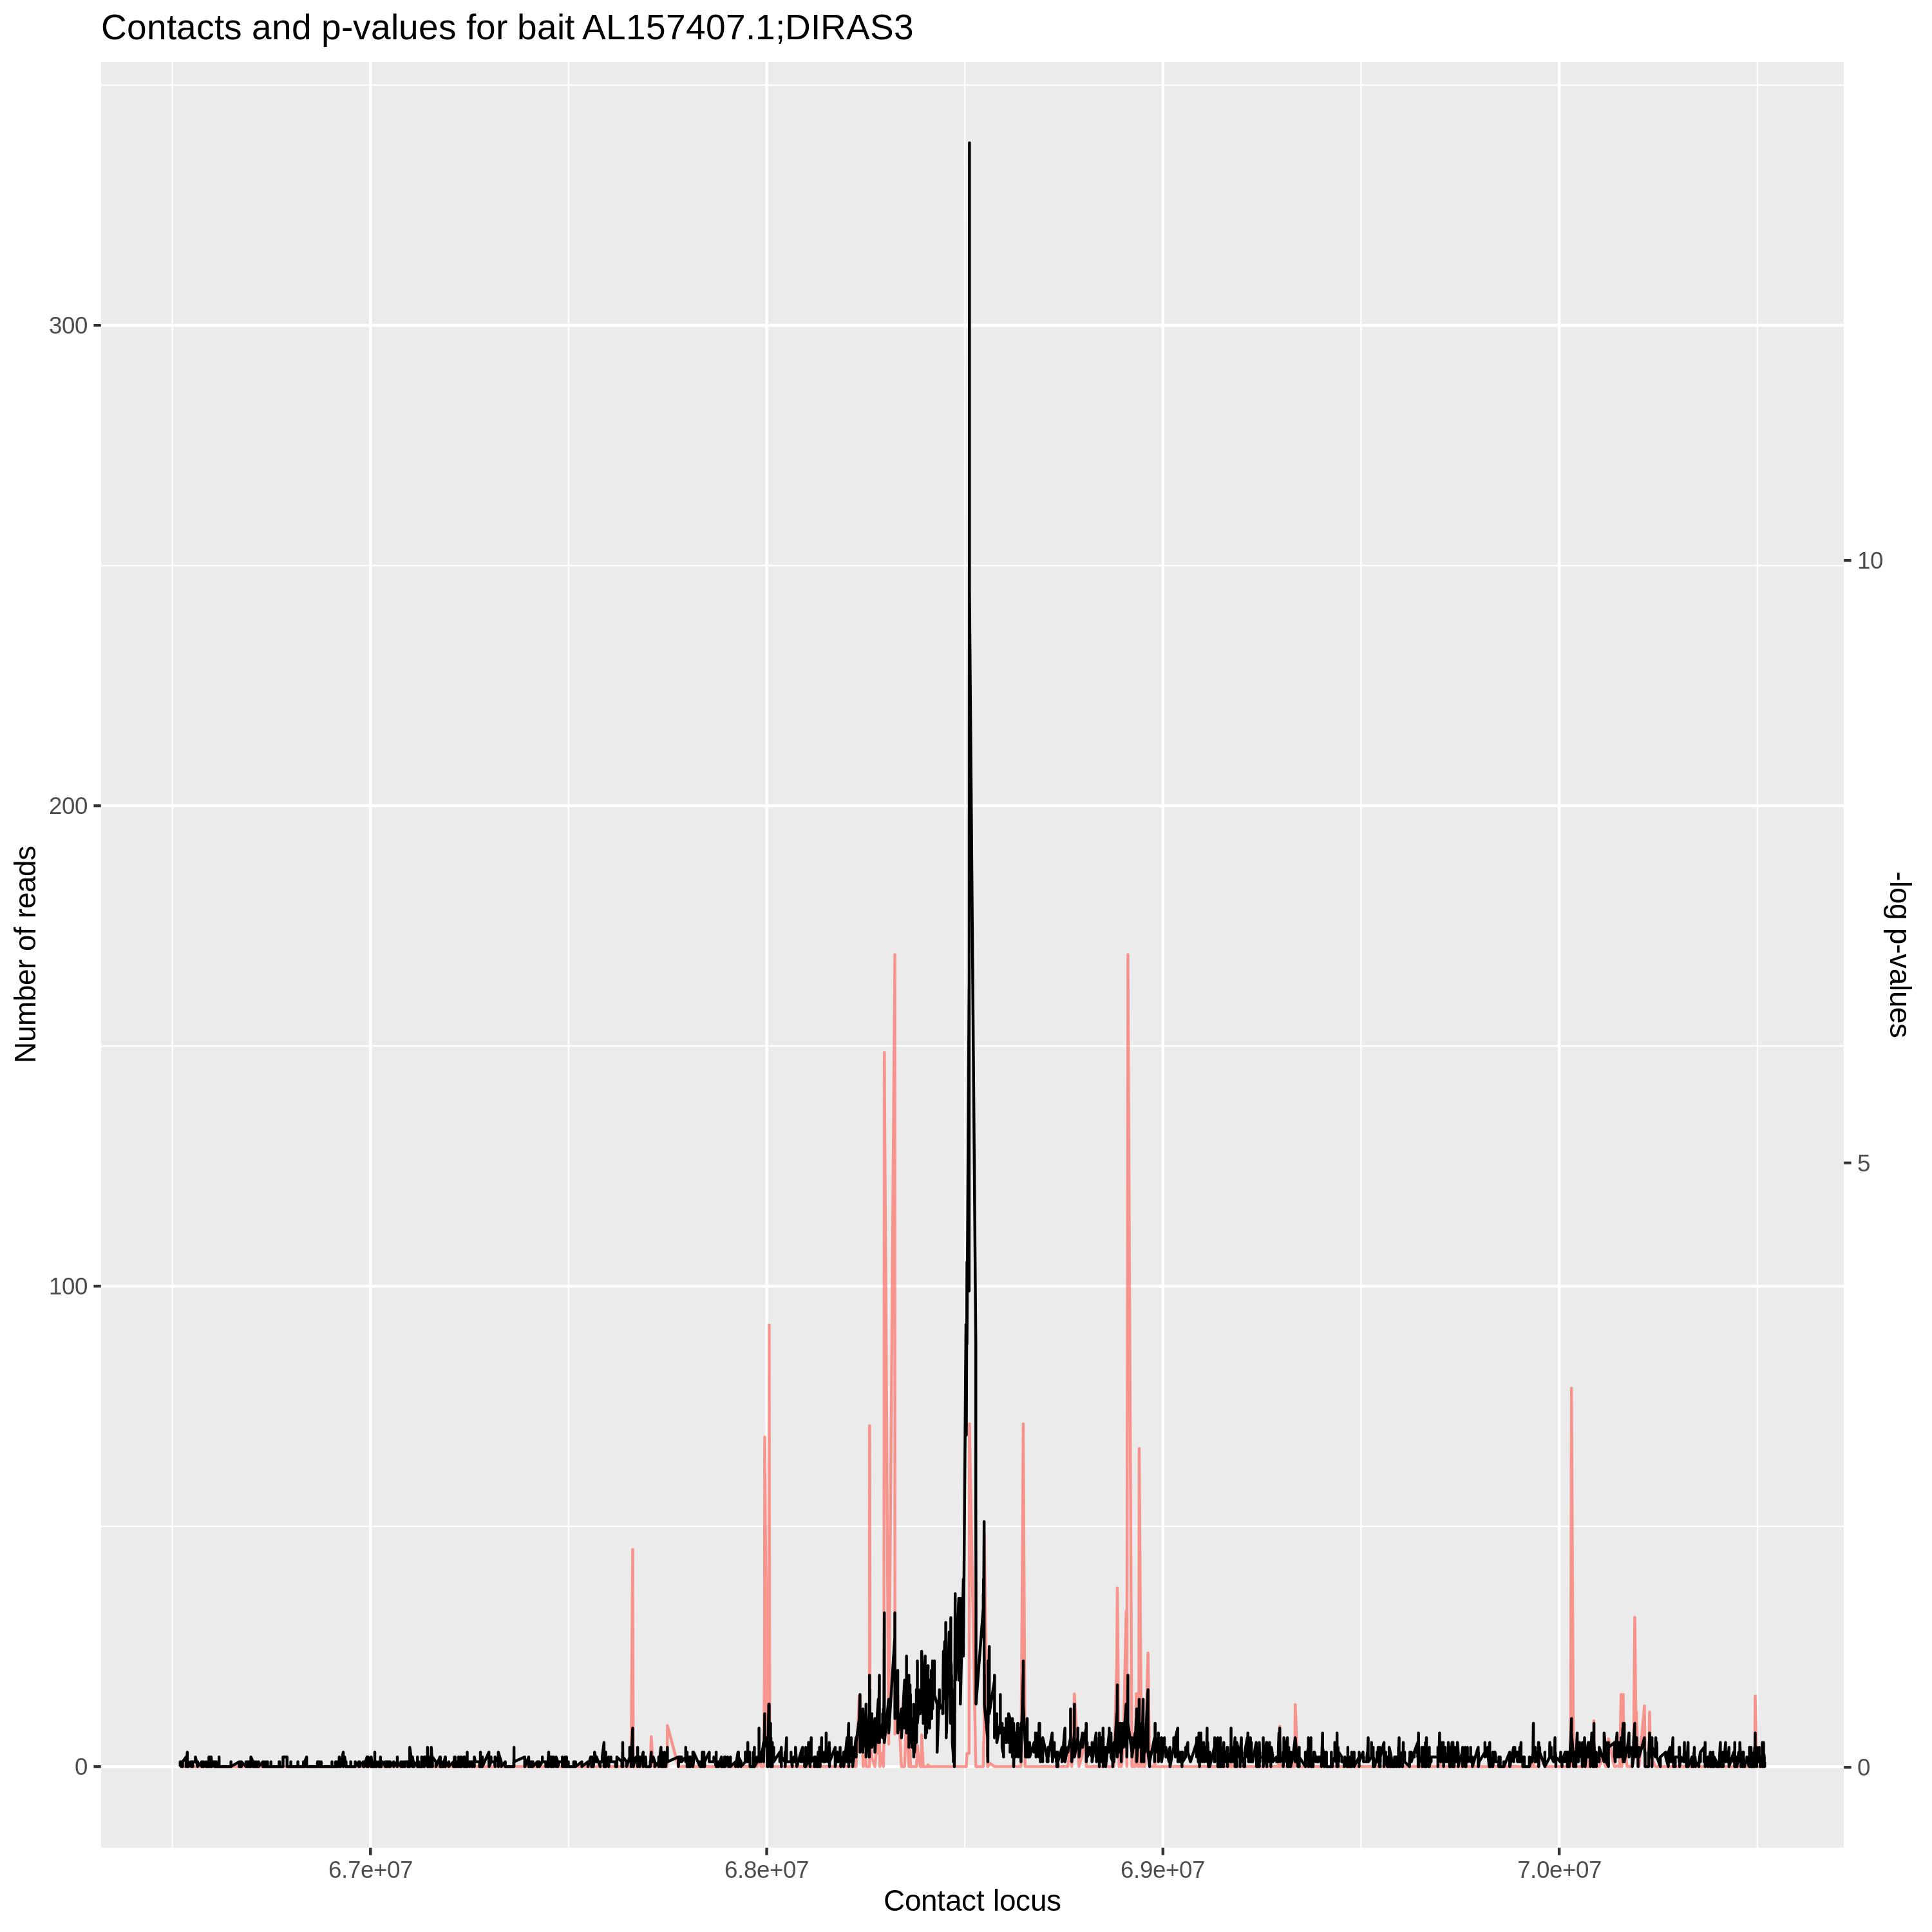 Contacts and p-values for bait AL157407.1;DIRAS3
300
200
100
0
Number of reads
10
5
0
-log p-values
6.7e+07
6.8e+07
6.9e+07
7.0e+07
Contact locus